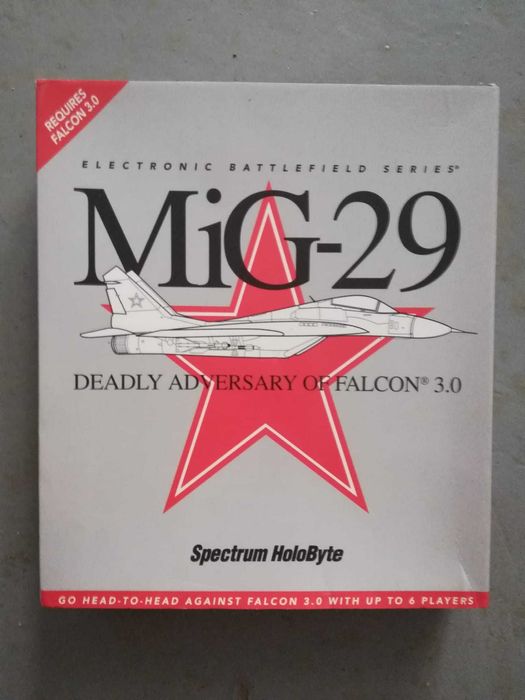 REQUIRES
FALCON 3.0
ELECTRONIC BATTLEFIELD SERIES®
MiG-29
DEADLY ADVERSARY OF FALCON® 3.0
Spectrum HoloByte
GO HEAD-TO-HEAD AGAINST FALCON 3.0 WITH UP TO 6 PLAYERS